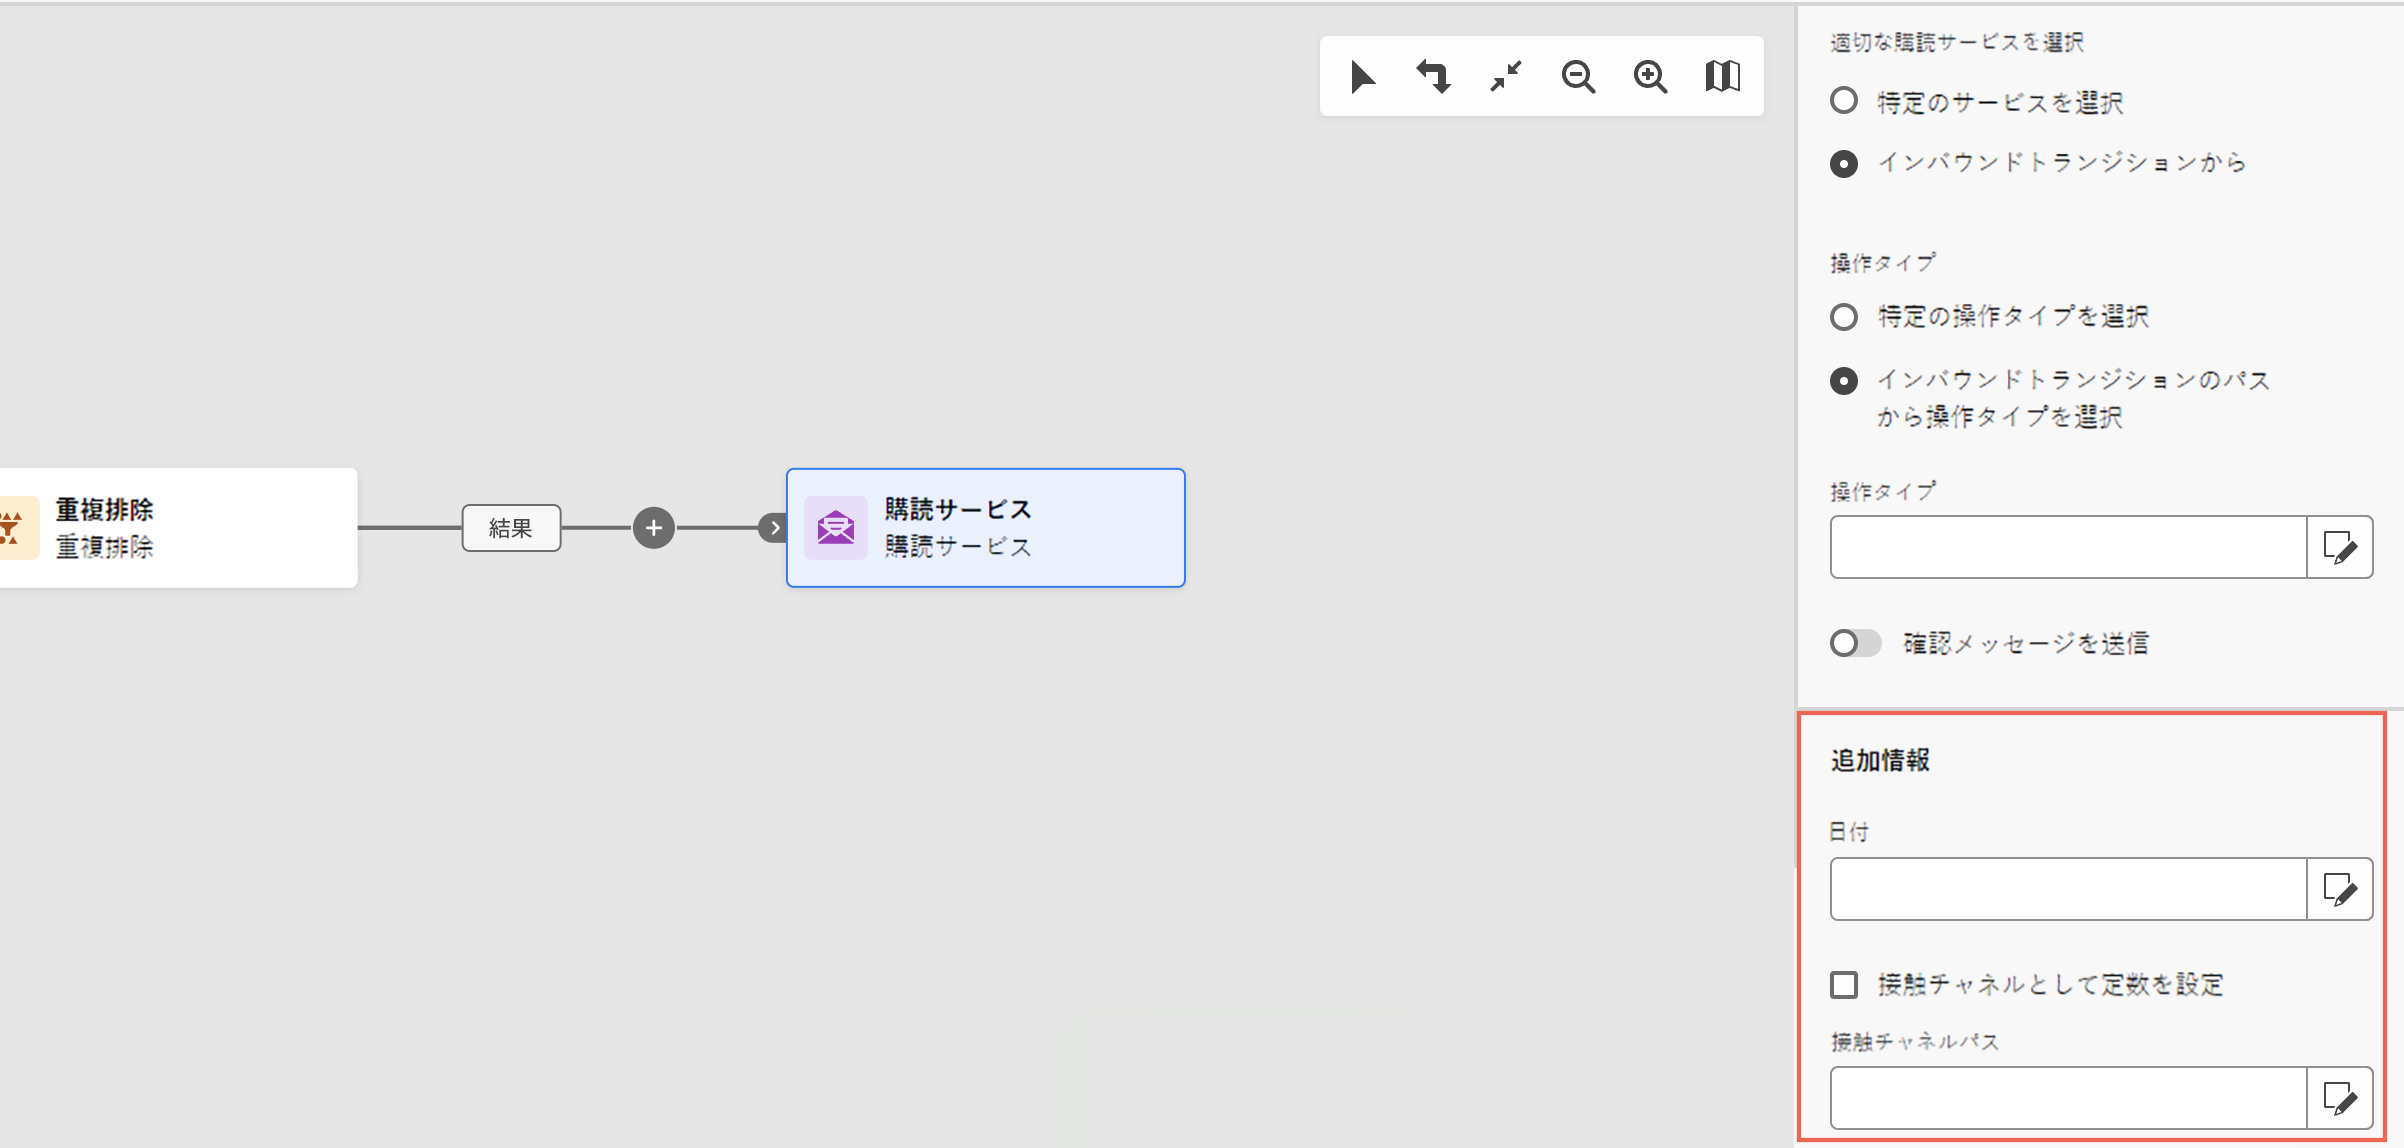 重複排除
重複排除
結果
購読サービス
購読サービス
適切な購読サービスを選択
特定のサービスを選択
インバウンドトランジションから
操作タイプ
特定の操作タイプを選択
インバウンドトランジションのパス
から操作タイプを選択
操作タイプ
確認メッセージを送信
追加情報
日付
接触チャネルとして定数を設定
接触チャネルパス